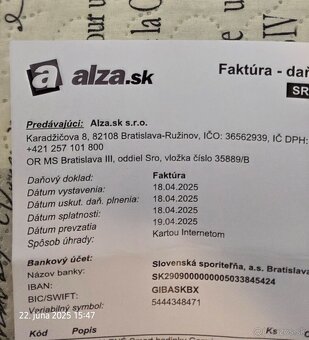 alza.sk
Faktúra - daň
SR
Predávajúci: Alza.sk s.r.o.
Karadžičova 8, 82108 Bratislava-Ružinov, IČO: 36562939, IČ DPH:
+421 257 101 800
OR MS Bratislava III, oddiel Sro, vložka číslo 35889/B
Daňový doklad: Faktúra
Dátum vystavenia: 18.04.2025
Dátum uskut. daň. plnenia: 18.04.2025
Dátum splatnosti: 18.04.2025
Dátum prevzatia 19.04.2025
Spôsob úhrady: Kartou Internetom
Bankový účet:
Názov banky: Slovenská sporiteľňa, a.s. Bratislava
IBAN: SK2909000000005033845424
BIC/SWIFT: GIBASKBX
Variabilný symbol: 5444348471
22. júna 2025 15:47
Kód Popis Ks